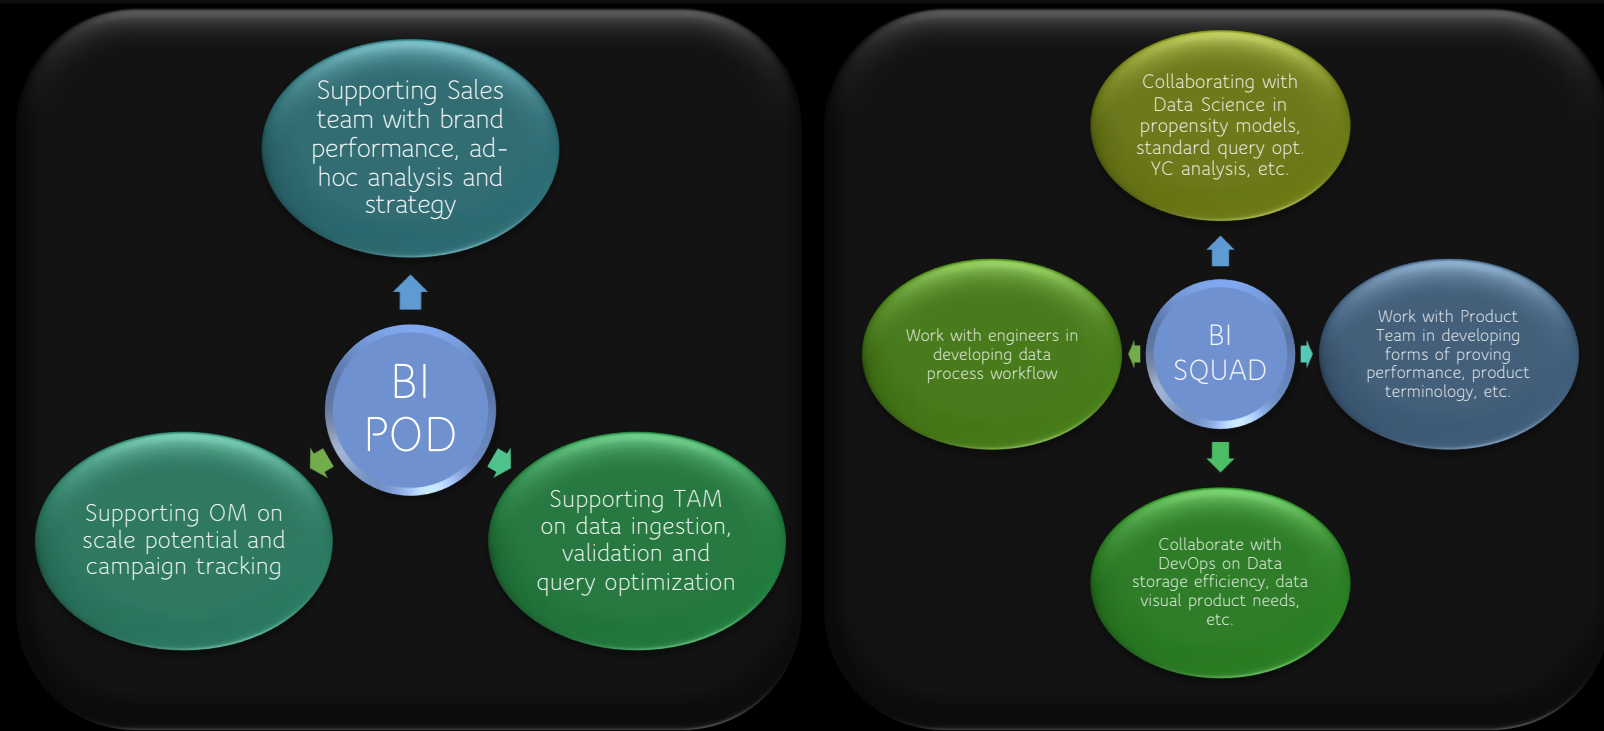 Supporting Sales
team with brand
performance, ad-
hoc analysis and
strategy
BI
POD
Supporting OM on
scale potential and
campaign tracking
Supporting TAM
on data ingestion,
validation and
query optimization
Collaborating with
Data Science in
propensity models,
standard query opt.
YC analysis, etc.
Work with engineers in
developing data
process workflow
BI
SQUAD
Work with Product
Team in developing
forms of proving
performance, product
terminology, etc.
Collaborate with
DevOps on Data
storage efficiency, data
visual product needs,
etc.